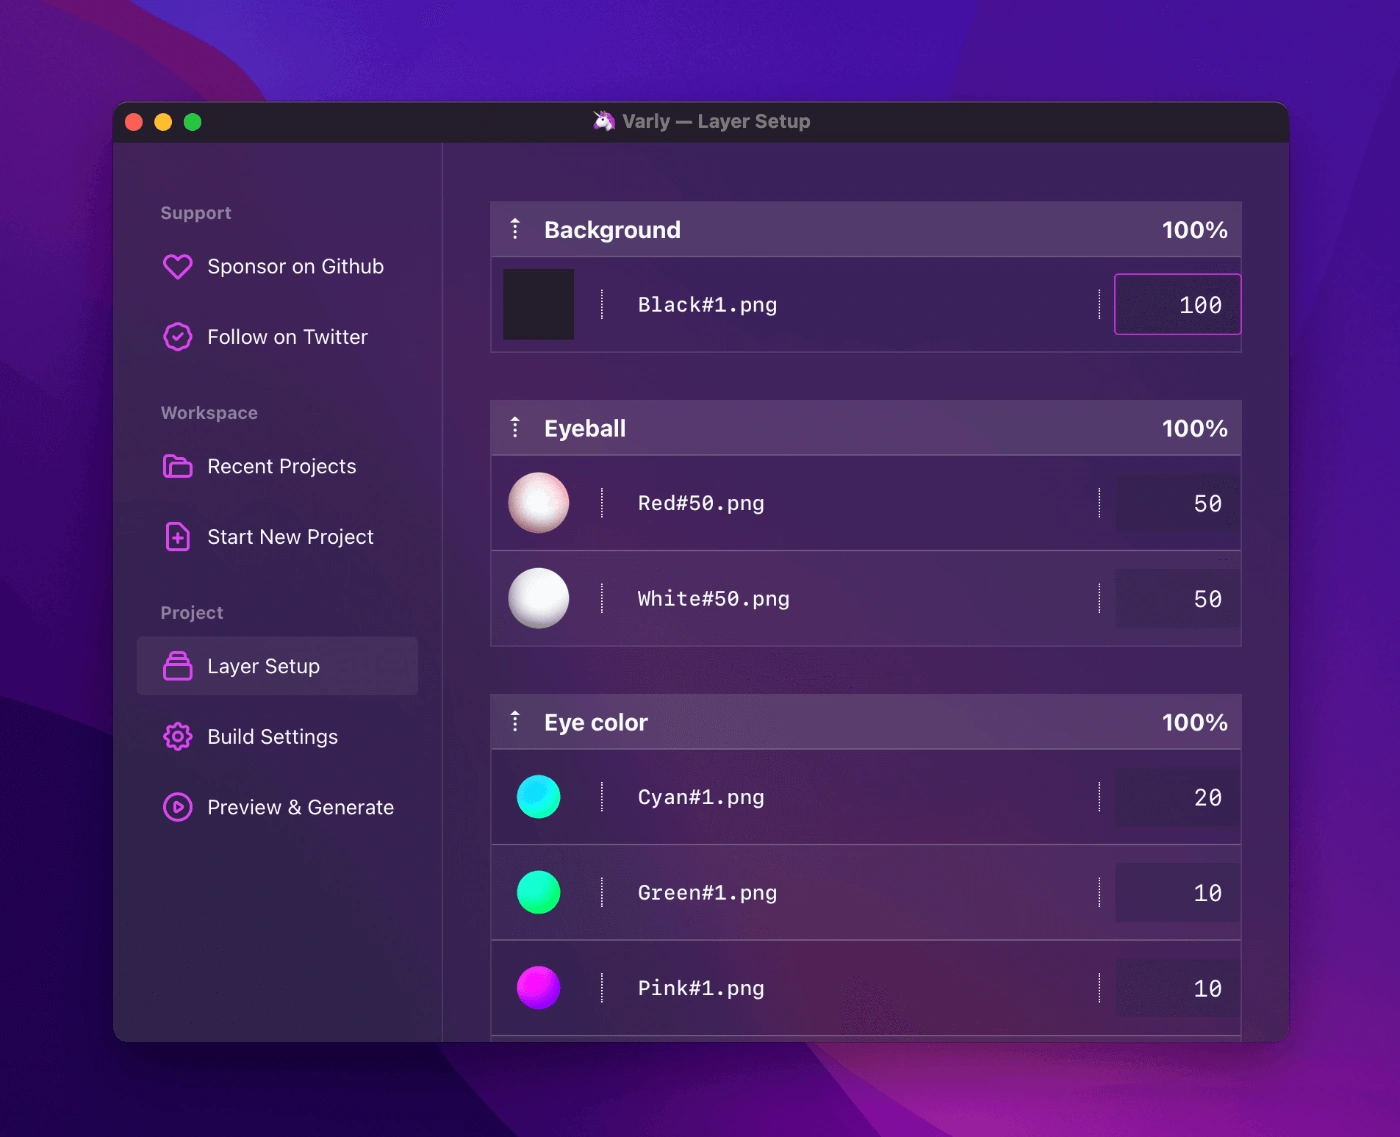 Varly — Layer Setup
Support
Sponsor on Github
Follow on Twitter
Workspace
Recent Projects
Start New Project
Project
Layer Setup
Build Settings
Preview & Generate
Background 100%
Black#1.png 100
Eyeball 100%
Red#50.png 50
White#50.png 50
Eye color 100%
Cyan#1.png 20
Green#1.png 10
Pink#1.png 10